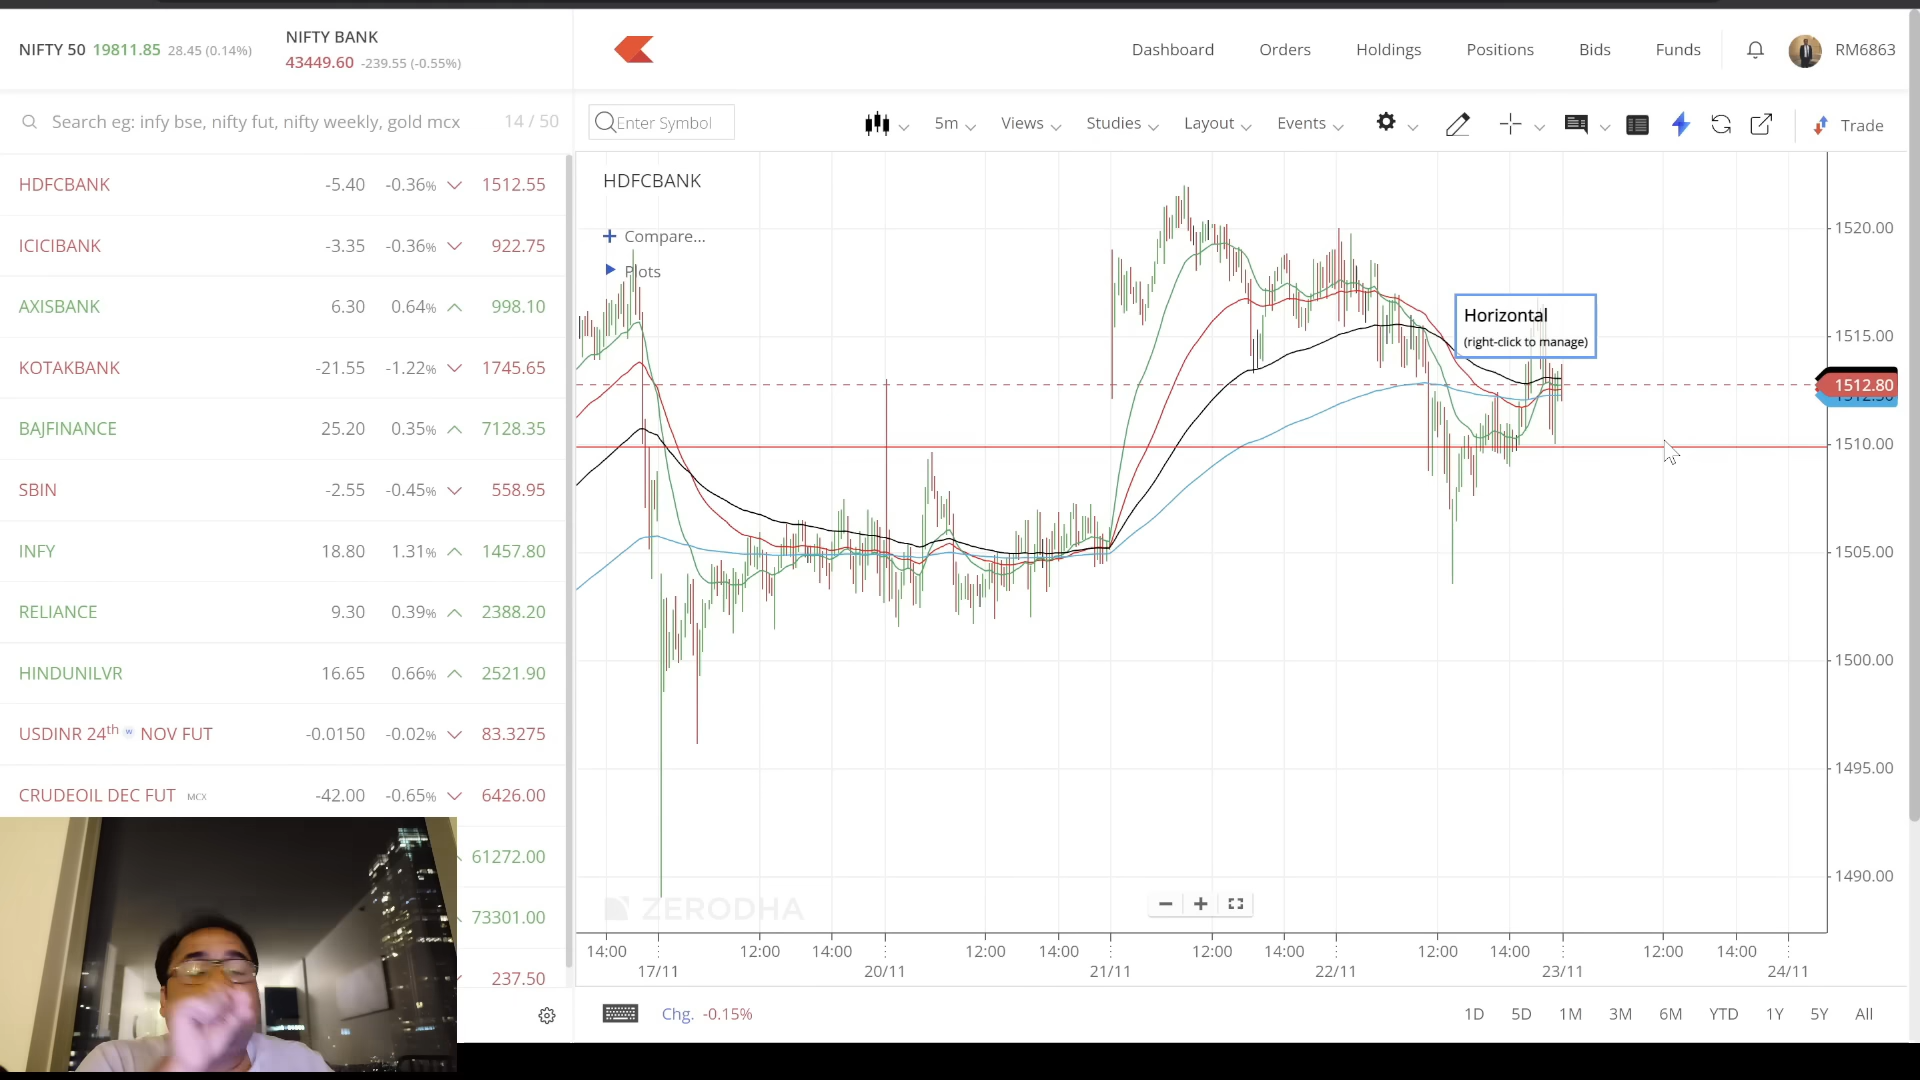 NIFTY 50 19811.85 28.45 (0.14%)
NIFTY BANK
43449.60 -239.55 (-0.55%)
Dashboard Orders Holdings Positions Bids Funds RM6863
Search eg: infy bse, nifty fut, nifty weekly, gold mcx 14 / 50
Enter Symbol 5m Views Studies Layout Events Trade
HDFCBANK -5.40 -0.36% 1512.55
ICICIBANK -3.35 -0.36% 922.75
AXISBANK 6.30 0.64% 998.10
KOTAKBANK -21.55 -1.22% 1745.65
BAJFINANCE 25.20 0.35% 7128.35
SBIN -2.55 -0.45% 558.95
INFY 18.80 1.31% 1457.80
RELIANCE 9.30 0.39% 2388.20
HINDUNILVR 16.65 0.66% 2521.90
USDINR 24th w NOV FUT -0.0150 -0.02% 83.3275
CRUDEOIL DEC FUT MCX -42.00 -0.65% 6426.00
61272.00
73301.00
237.50
HDFCBANK
Compare...
Plots
Horizontal
(right-click to manage)
1520.00
1515.00
1512.80
1510.00
1505.00
1500.00
1495.00
1490.00
ZERODHA
14:00 12:00 14:00 12:00 14:00 12:00 14:00 12:00 14:00 12:00 14:00
17/11 20/11 21/11 22/11 23/11 24/11
Chg. -0.15%
1D 5D 1M 3M 6M YTD 1Y 5Y All